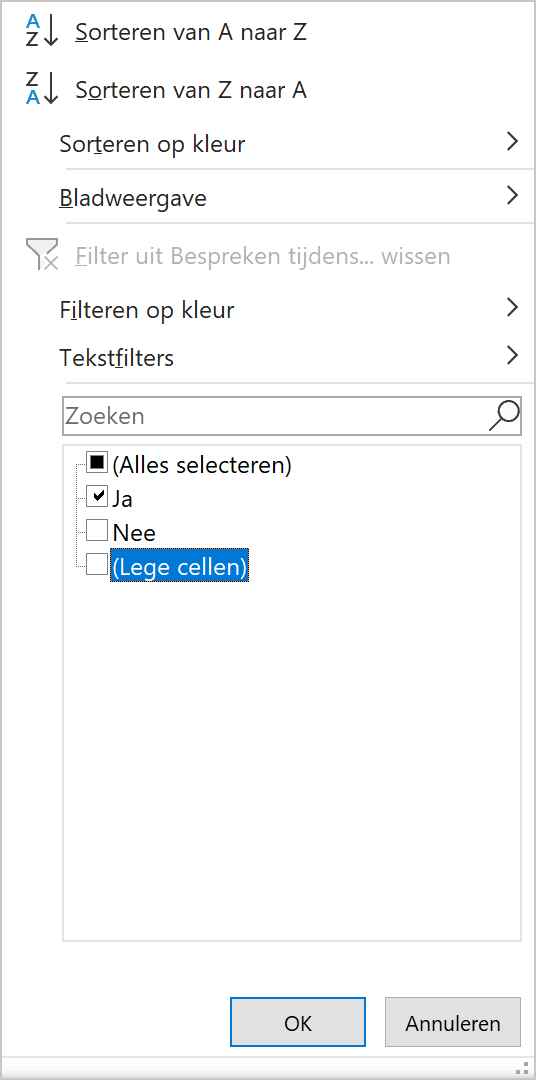 Sorteren van A naar Z
Sorteren van Z naar A
Sorteren op kleur
Bladweergave
Filter uit Bespreken tijdens... wissen
Filteren op kleur
Tekstfilters
Zoeken
(Alles selecteren)
Ja
Nee
(Lege cellen)
OK
Annuleren